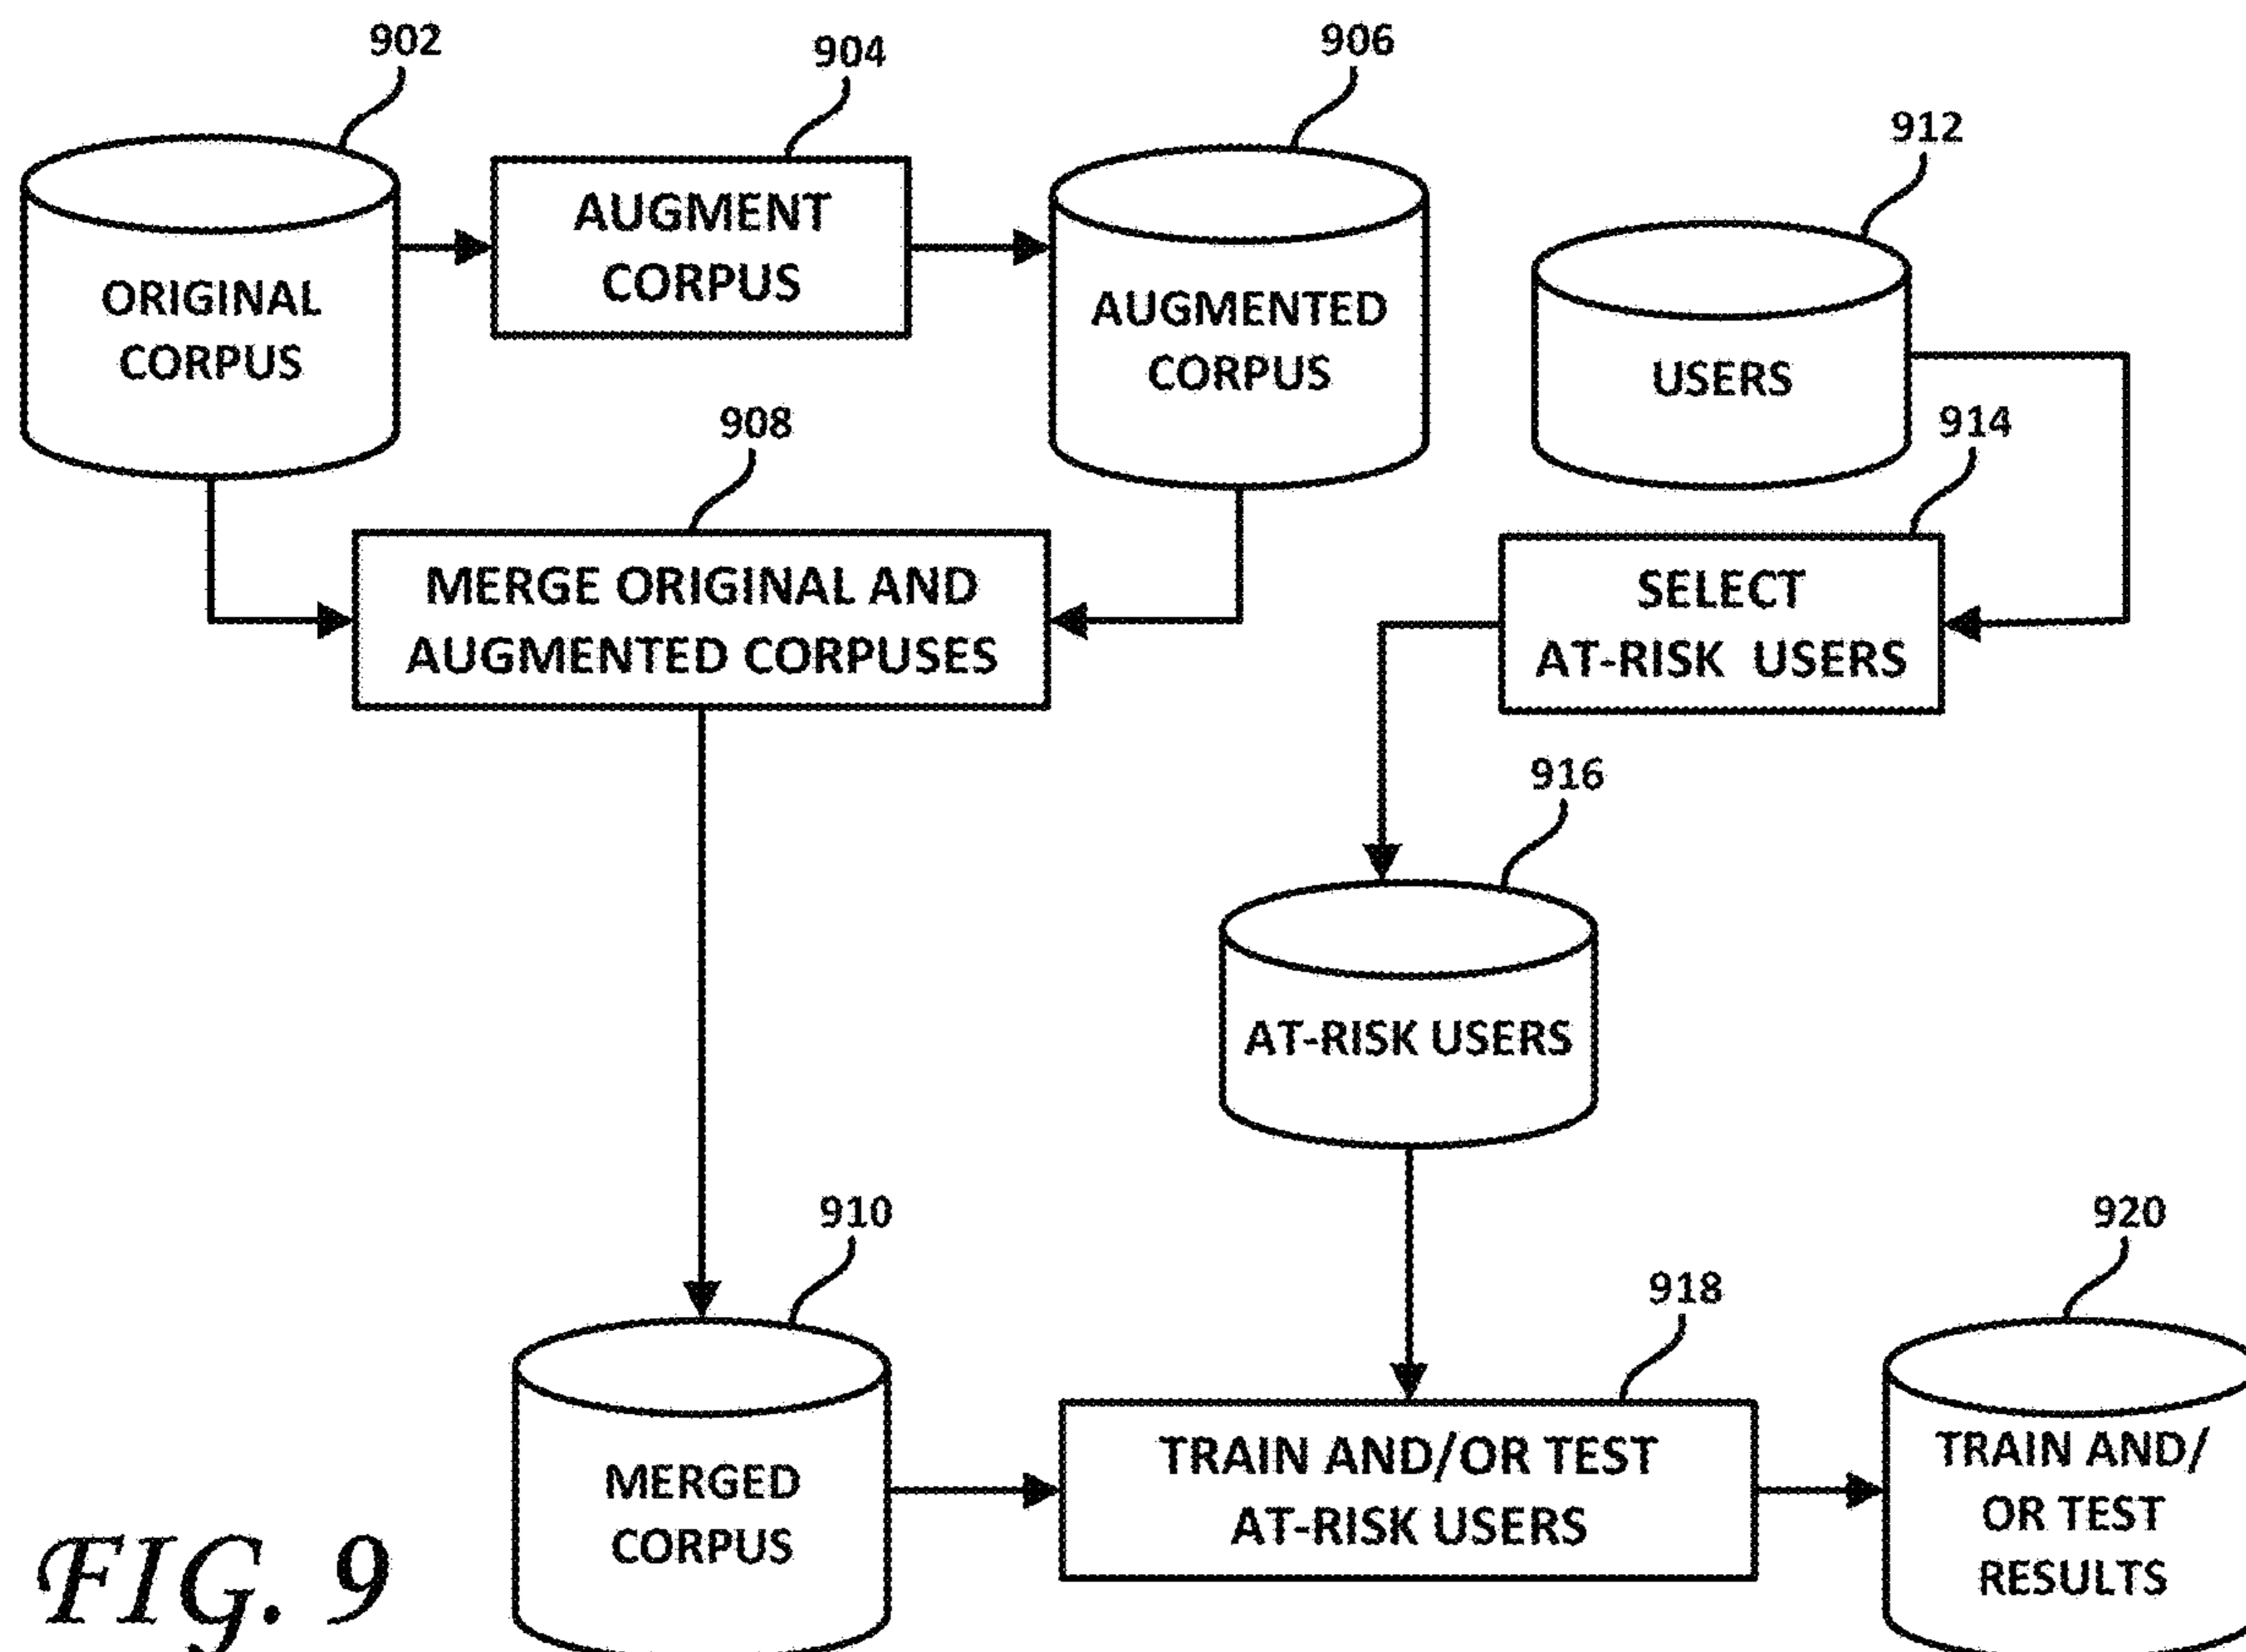 902
904
906
912
ORIGINAL
CORPUS
AUGMENT
CORPUS
AUGMENTED
CORPUS
USERS
908
914
MERGE ORIGINAL AND
AUGMENTED CORPUSES
SELECT
AT-RISK USERS
916
AT-RISK USERS
910
918
920
MERGED
CORPUS
TRAIN AND/OR TEST
AT-RISK USERS
TRAIN AND/
OR TEST
RESULTS
FIG. 9